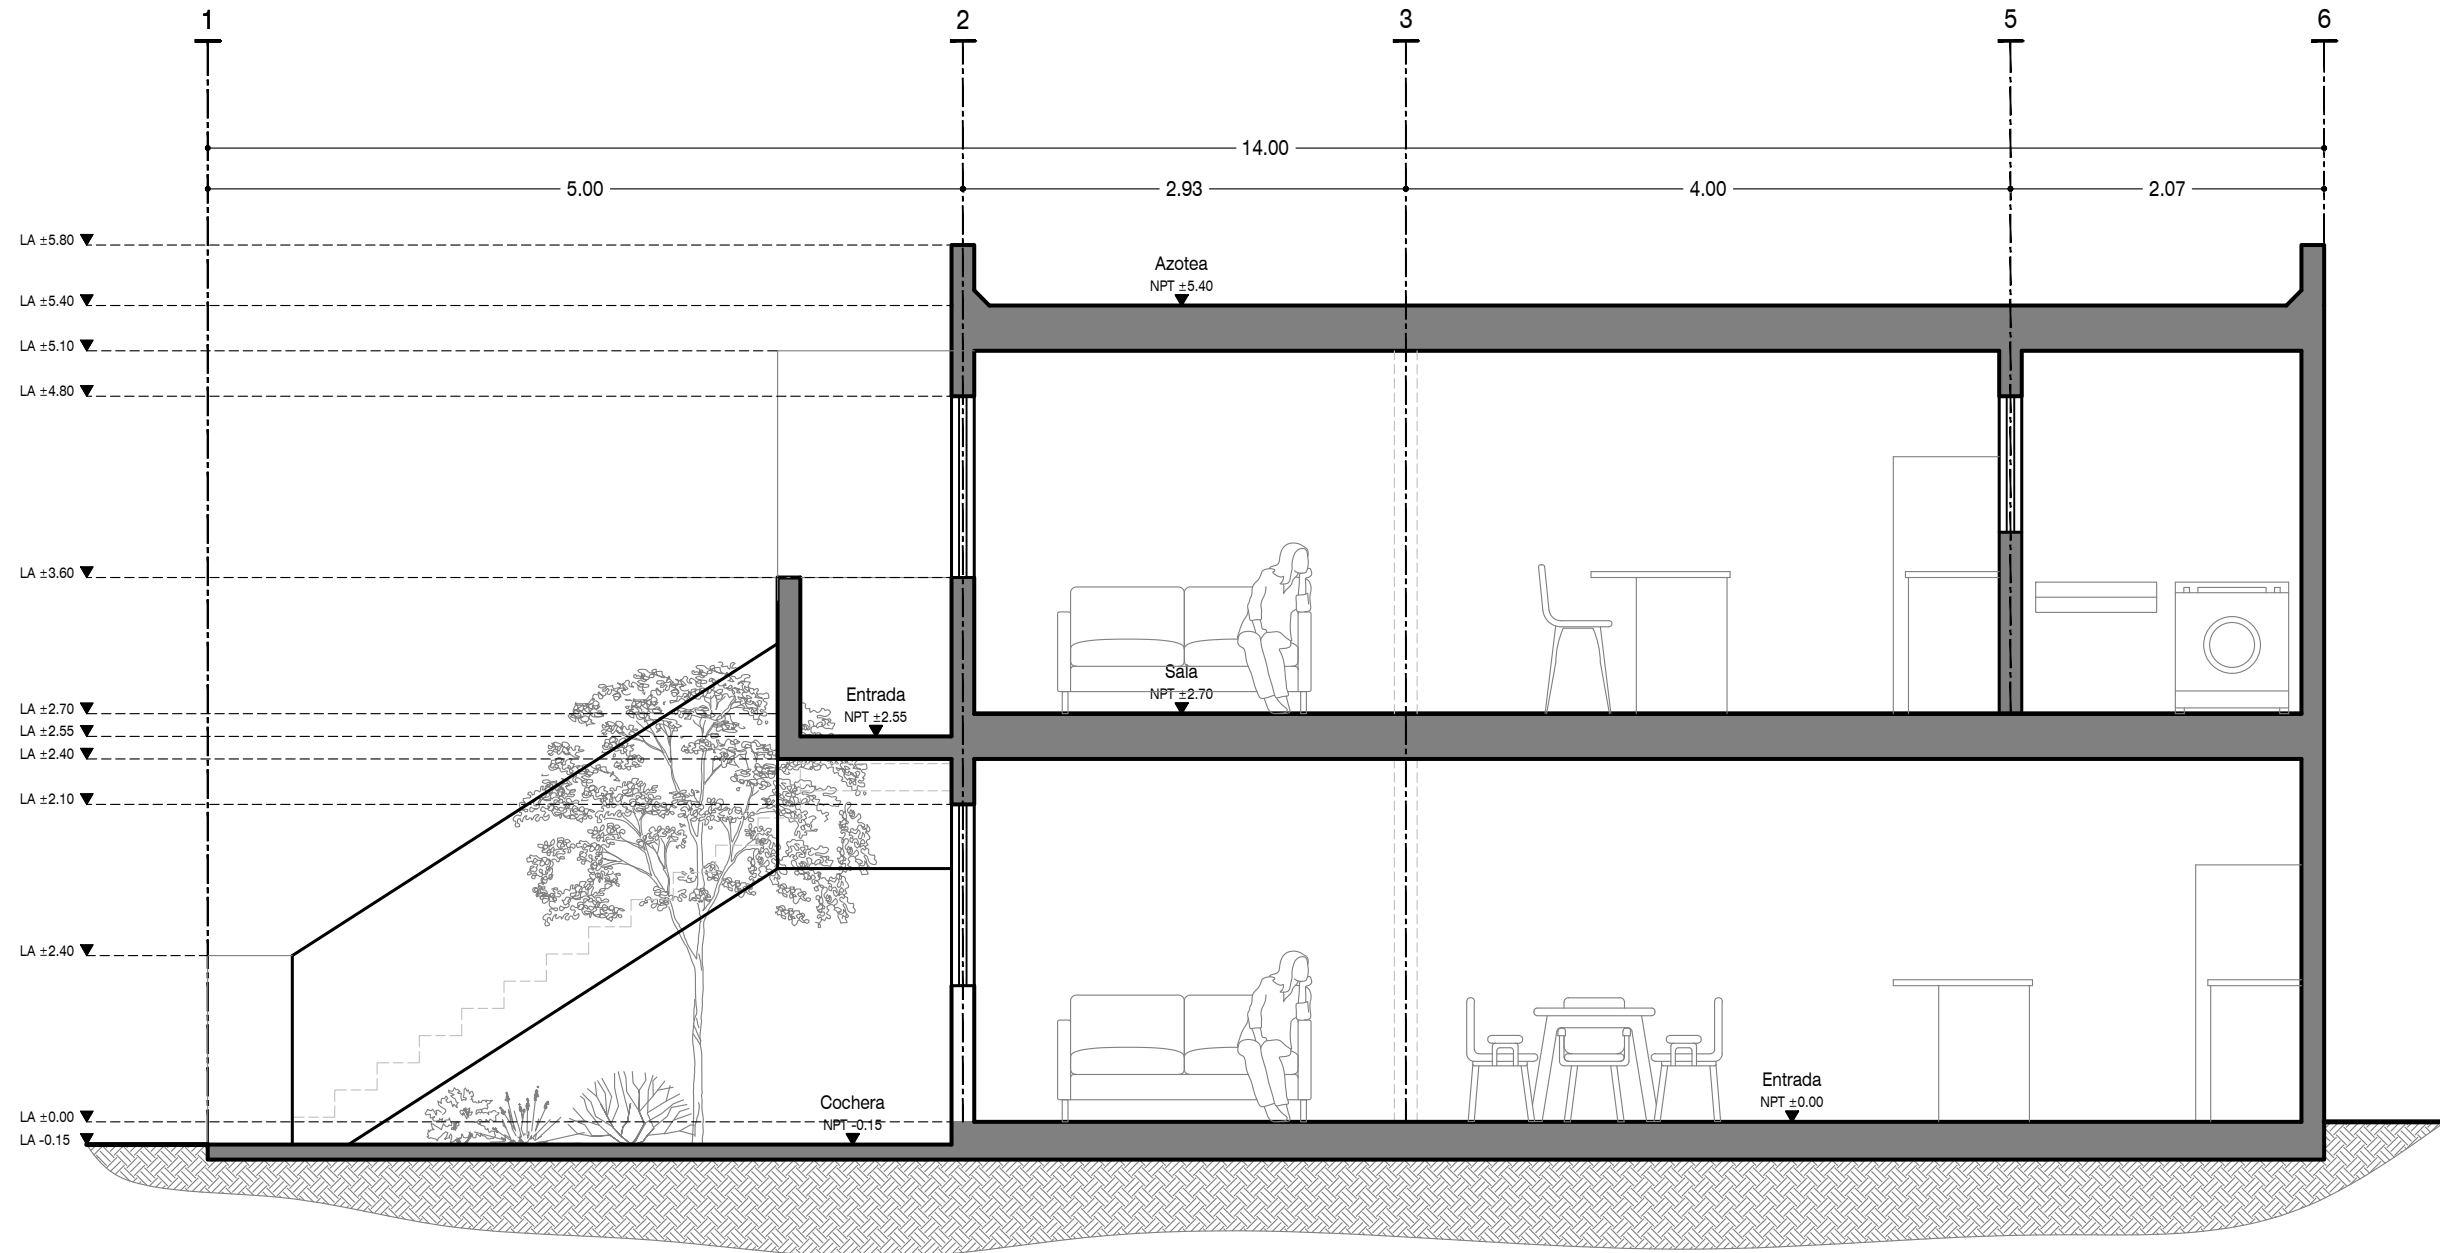 1 2 3 5 6
14.00
5.00 2.93 4.00 2.07
LA ±5.80
Azotea
NPT ±5.40
LA ±5.40
LA ±5.10
LA ±4.80
LA ±3.60
Sala
NPT ±2.70
Entrada
NPT ±2.55
LA ±2.70
LA ±2.55
LA ±2.40
LA ±2.10
LA ±2.40
Entrada
NPT ±0.00
Cochera
NPT -0.15
LA ±0.00
LA -0.15